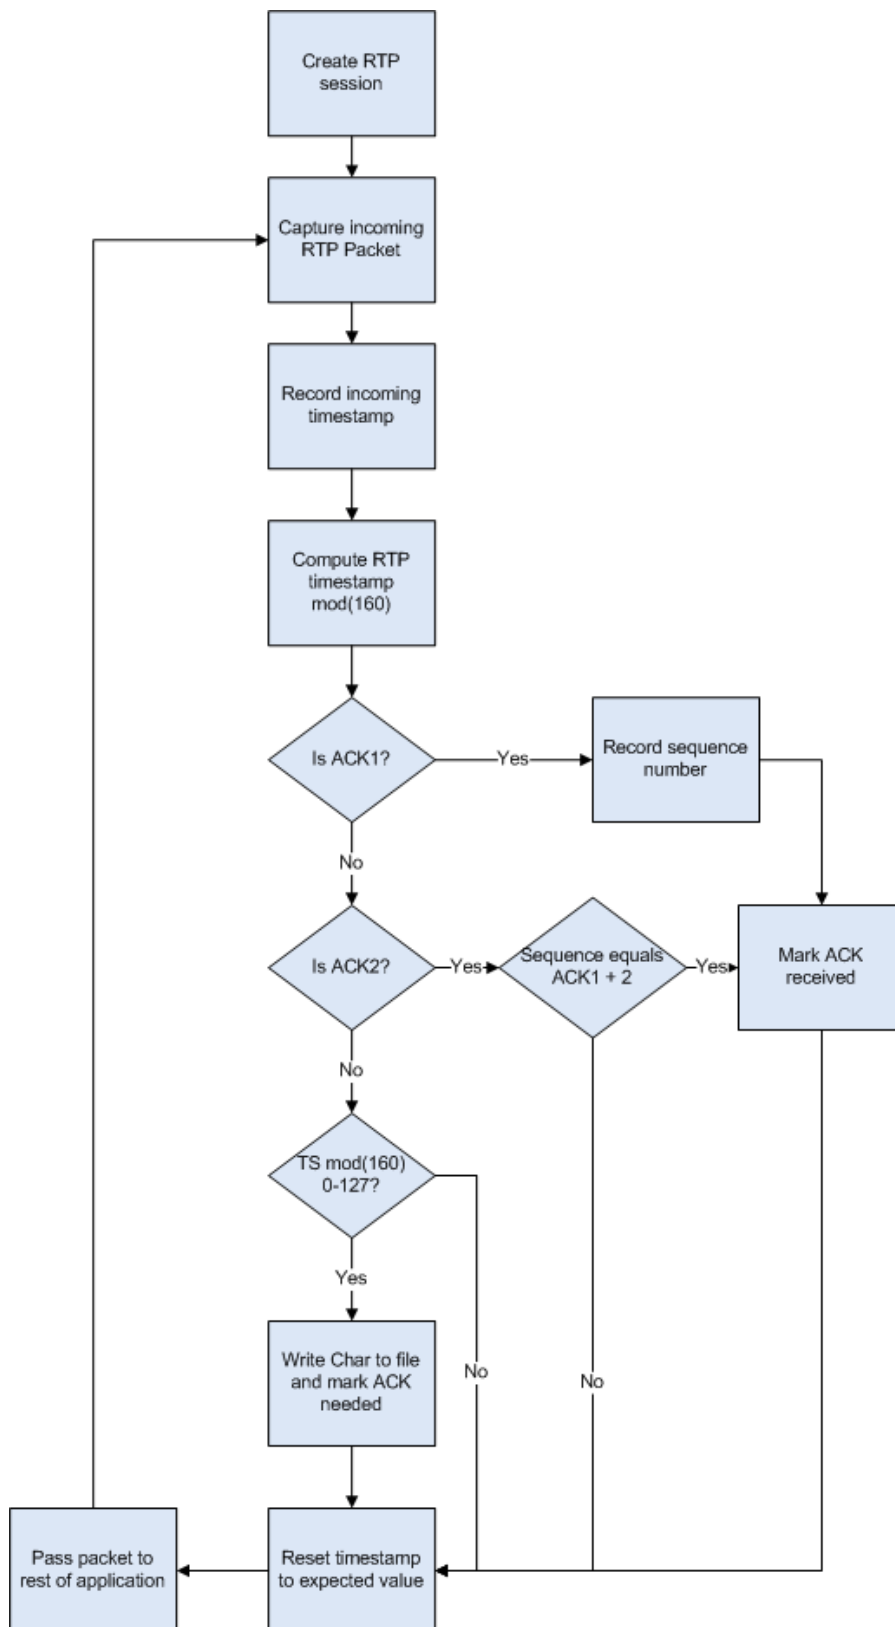 Create RTP
session
Capture incoming
RTP Packet
Record incoming
timestamp
Compute RTP
timestamp
mod(160)
Is ACK1?
Yes
Record sequence
number
No
Is ACK2?
Yes
Sequence equals
ACK1 + 2
Yes
Mark ACK
received
No
TS mod(160)
0-127?
Yes
Write Char to file
and mark ACK
needed
No
No
Pass packet to
rest of application
Reset timestamp
to expected value